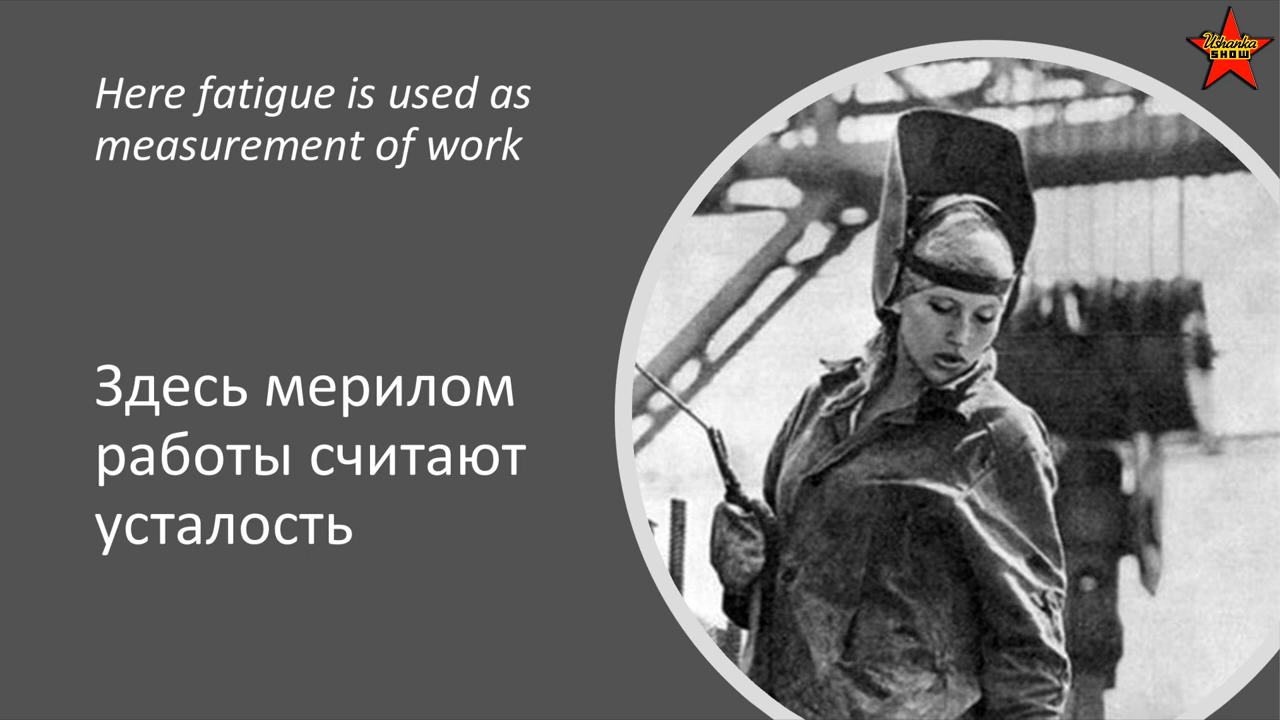 Ushanka
SHOW
Here fatigue is used as
measurement of work
Здесь мерилом
работы считают
усталость